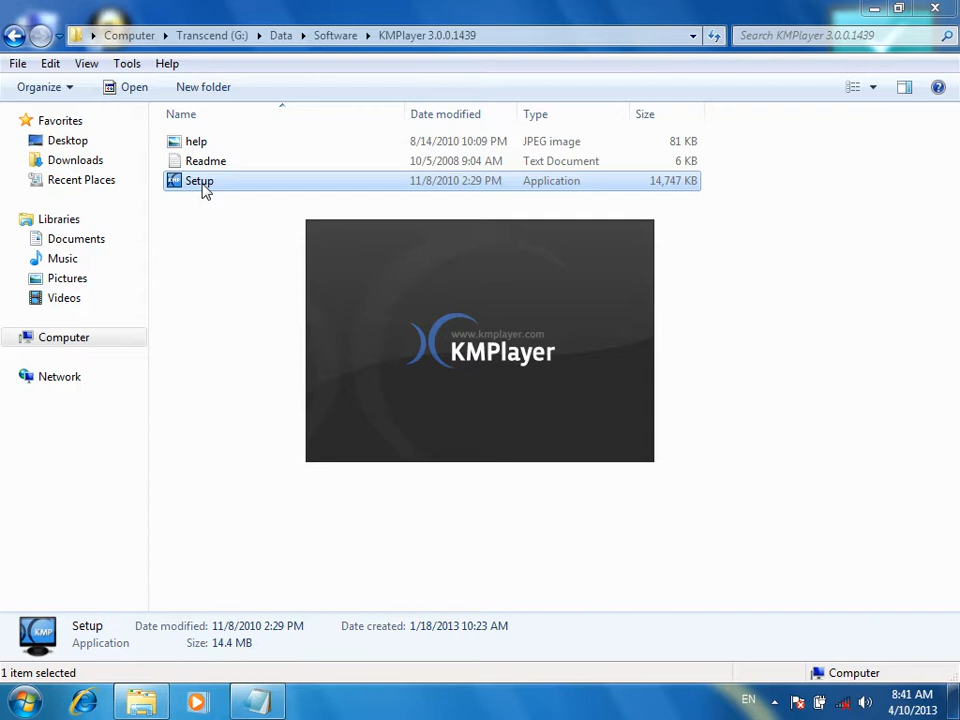 Computer Transcend (G:) Data Software KMPlayer 3.0.0.1439 Search KMPlayer 3.0.0.1439
File Edit View Tools Help
Organize Open New folder
Name Date modified Type Size
Favorites
Desktop
Downloads
Recent Places
Libraries
Documents
Music
Pictures
Videos
Computer
Network
help 8/14/2010 10:09 PM JPEG image 81 KB
Readme 10/5/2008 9:04 AM Text Document 6 KB
Setup 11/8/2010 2:29 PM Application 14,747 KB
www.kmplayer.com
KMPlayer
KMP
Setup Date modified: 11/8/2010 2:29 PM Date created: 1/18/2013 10:23 AM
Application Size: 14.4 MB
1 item selected Computer
EN 8:41 AM
4/10/2013